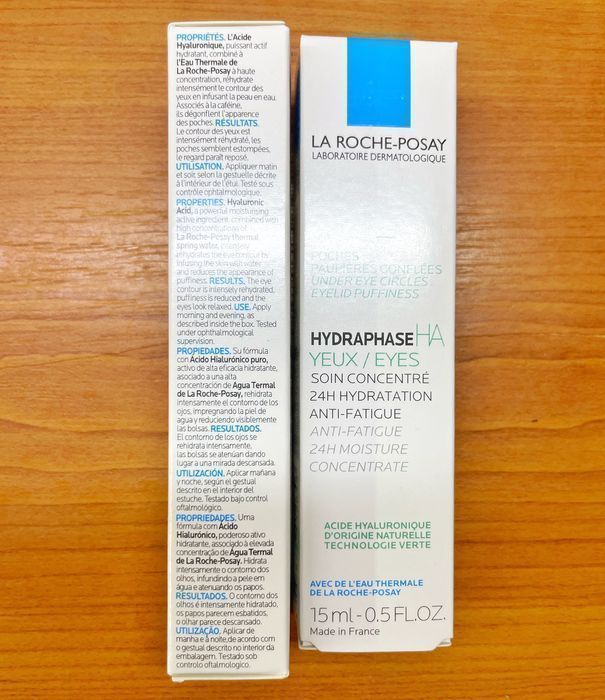 PROPRIÉTÉS. L'Acide
Hyaluronique, puissant actif
hydratant, combiné à
l'Eau Thermale de
La Roche-Posay à haute
concentration, réhydrate
intensément le contour des
yeux en infusant la peau en eau.
Associés à la caféine,
ils dégonflent l'apparence
des poches. RÉSULTATS.
Le contour des yeux est
intensément réhydraté, les
poches semblent estompées,
le regard paraît reposé.
UTILISATION. Appliquer matin
et soir, selon la gestuelle décrite
à l'intérieur de l'étui. Testé sous
contrôle ophtalmologique.
PROPERTIES. Hyaluronic
Acid, a powerful moisturising
active ingredient, combined with
high concentrations of
La Roche-Posay thermal
spring water, intensely
rehydrates the eye contour by
infusing the skin with water
and reduces the appearance of
puffiness. RESULTS. The eye
contour is intensely rehydrated,
puffiness is reduced and the
eyes look relaxed. USE. Apply
morning and evening, as
described inside the box. Tested
under ophthalmological
supervision.
PROPIEDADES. Su fórmula
con Ácido Hialurónico puro,
activo de alta eficacia hidratante,
asociado a una alta
concentración de Agua Termal
de La Roche-Posay, rehidrata
intensamente el contorno de los
ojos, impregnando la piel de
agua y reduciendo visiblemente
las bolsas. RESULTADOS.
El contorno de los ojos se
rehidrata intensamente,
las bolsas se atenúan dando
lugar a una mirada descansada.
UTILIZACIÓN. Aplicar mañana
y noche, según el gestual
descrito en el interior del
estuche. Testado bajo control
oftalmológico.
PROPRIEDADES. Uma
fórmula com Ácido
Hialurónico, poderoso ativo
hidratante, associado à elevada
concentração de Água Termal
de La Roche-Posay. Hidrata
intensamente o contorno dos
olhos, infundindo a pele em
água e atenuando os papos.
RESULTADOS. O contorno dos
olhos é intensamente hidratado,
os papos parecem esbatidos,
o olhar parece descansado.
UTILIZAÇÃO. Aplicar de
manhã e à noite, de acordo com
o gestual descrito no interior da
embalagem. Testado sob
controlo oftalmológico.
LA ROCHE-POSAY
LABORATOIRE DERMATOLOGIQUE
POCHES
PAUPIÈRES GONFLÉES
UNDER EYE CIRCLES
EYELID PUFFINESS
HYDRAPHASE HA
YEUX / EYES
SOIN CONCENTRÉ
24H HYDRATATION
ANTI-FATIGUE
ANTI-FATIGUE
24H MOISTURE
CONCENTRATE
ACIDE HYALURONIQUE
D'ORIGINE NATURELLE
TECHNOLOGIE VERTE
AVEC DE L'EAU THERMALE
DE LA ROCHE-POSAY
15 ml - 0.5 FL.OZ.
Made in France